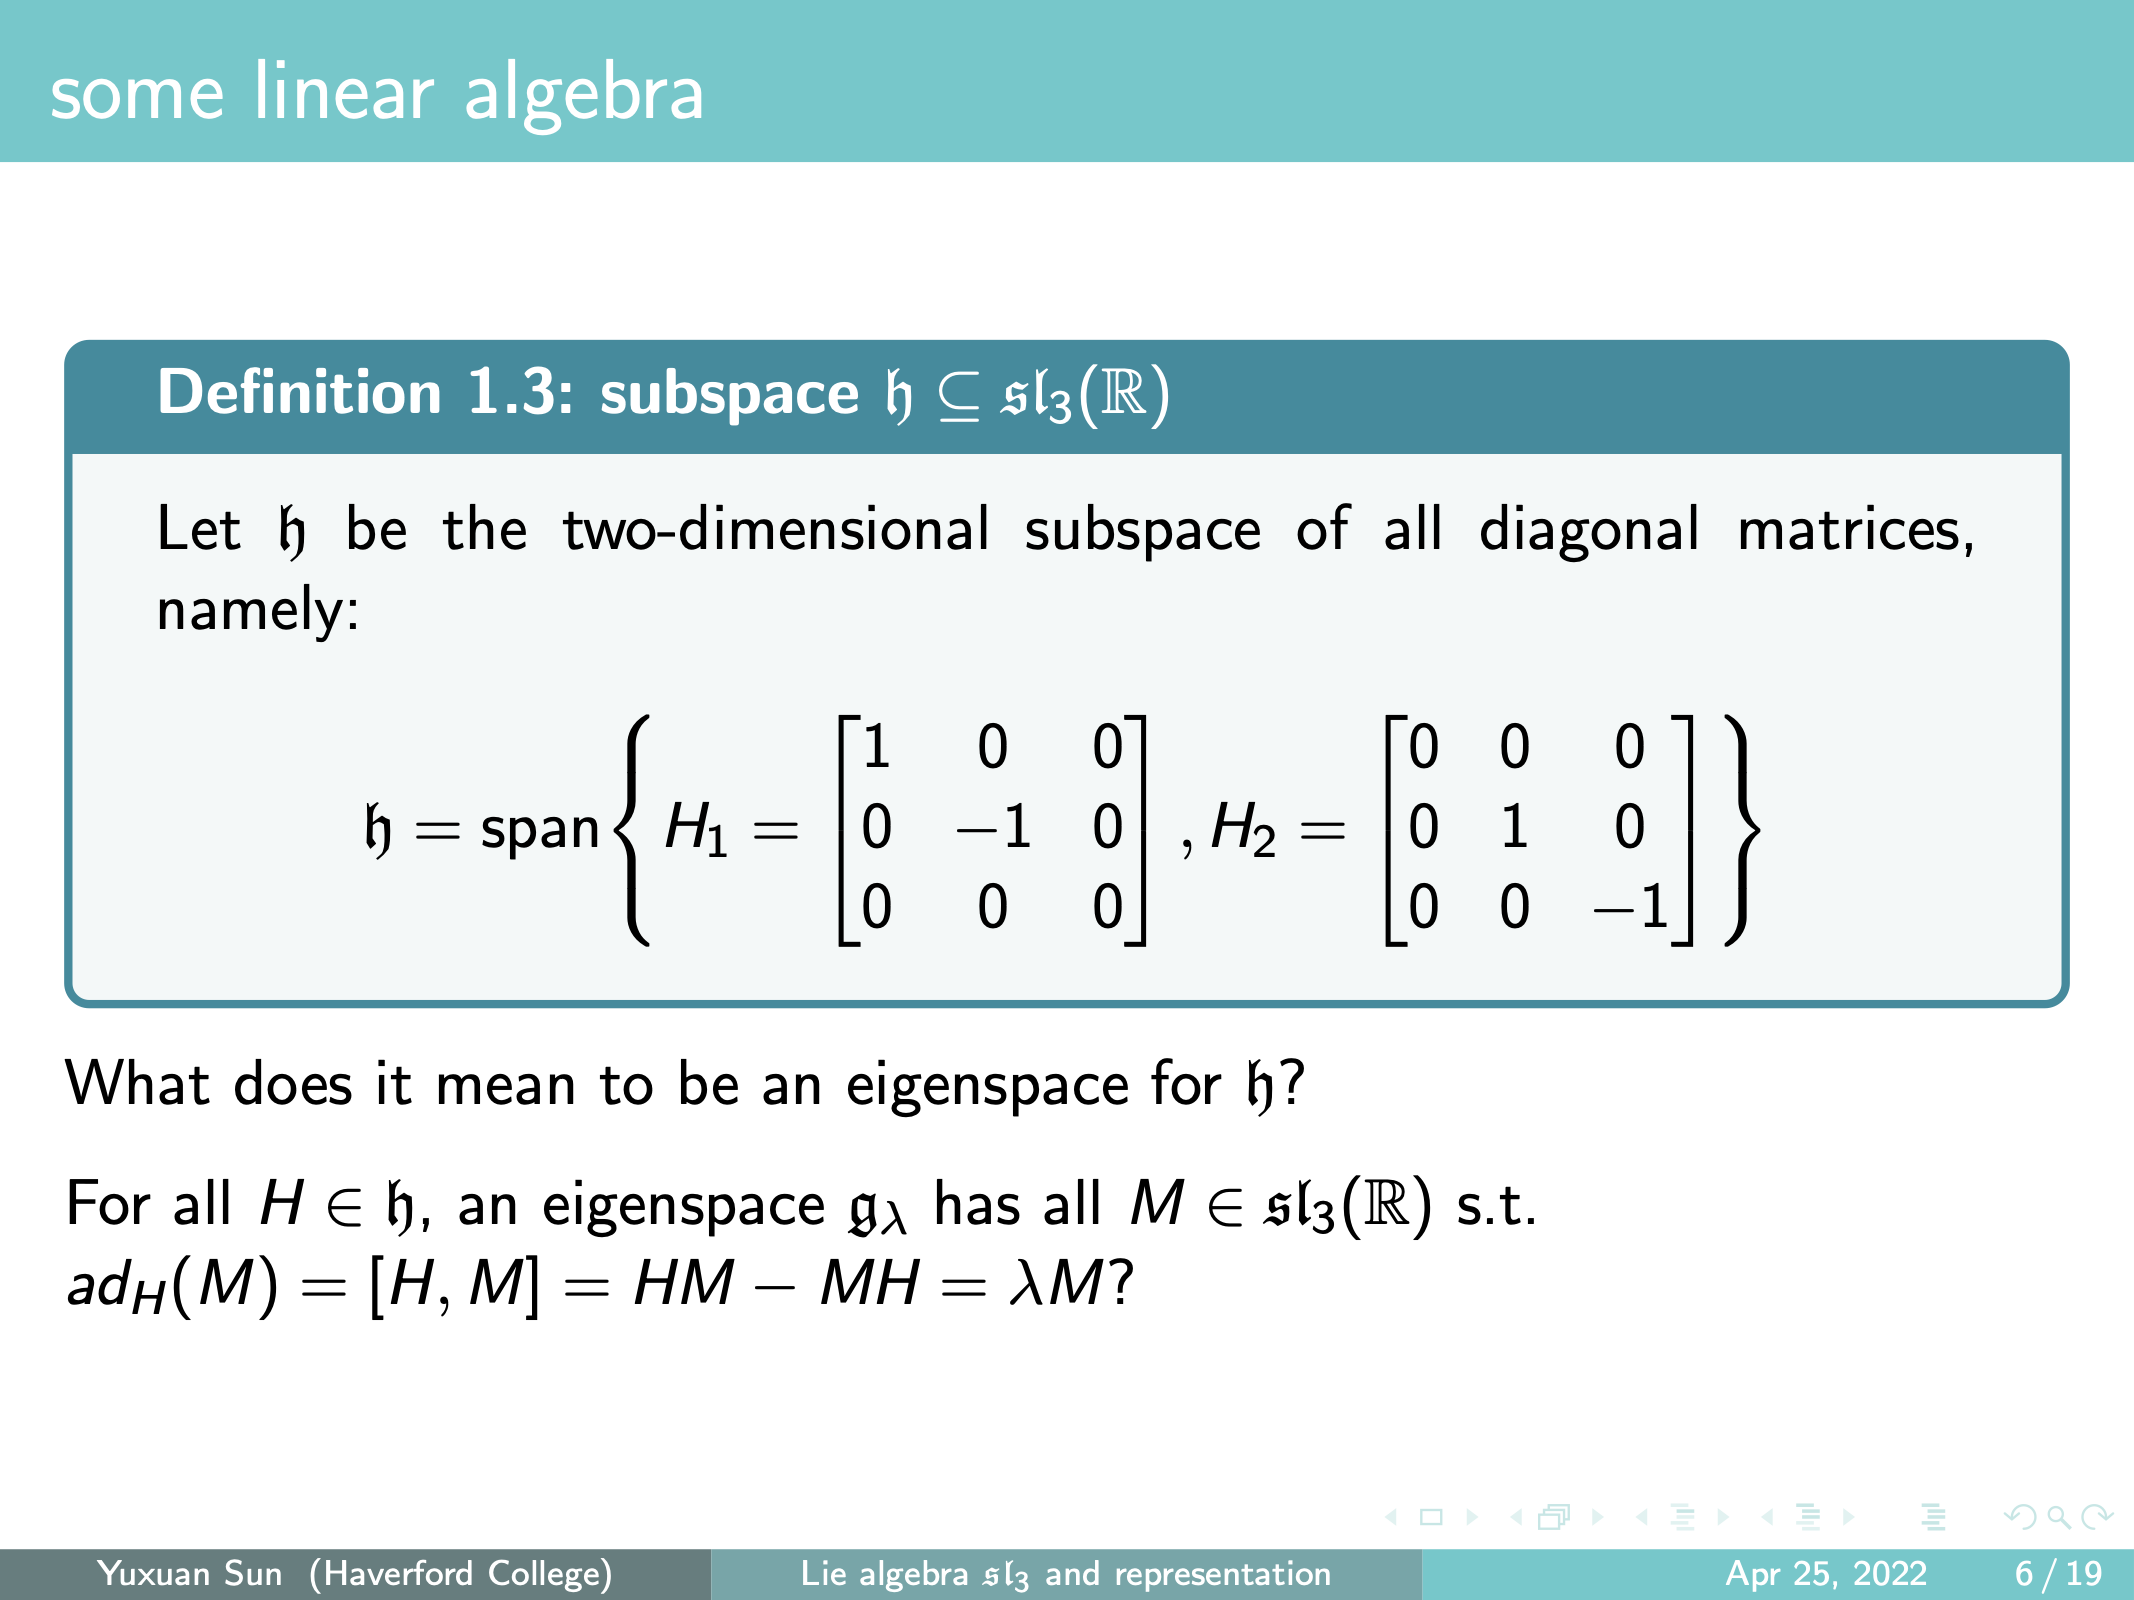 some linear algebra
Definition 1.3: subspace 𝔥 ⊆ 𝔰𝔩₃(ℝ)
Let 𝔥 be the two-dimensional subspace of all diagonal matrices,
namely:
𝔥 = span{ H₁ = [1 0 0; 0 −1 0; 0 0 0], H₂ = [0 0 0; 0 1 0; 0 0 −1] }
What does it mean to be an eigenspace for 𝔥?
For all H ∈ 𝔥, an eigenspace 𝔤_λ has all M ∈ 𝔰𝔩₃(ℝ) s.t.
ad_H(M) = [H, M] = HM − MH = λM?
Yuxuan Sun (Haverford College) Lie algebra 𝔰𝔩₃ and representation Apr 25, 2022 6 / 19